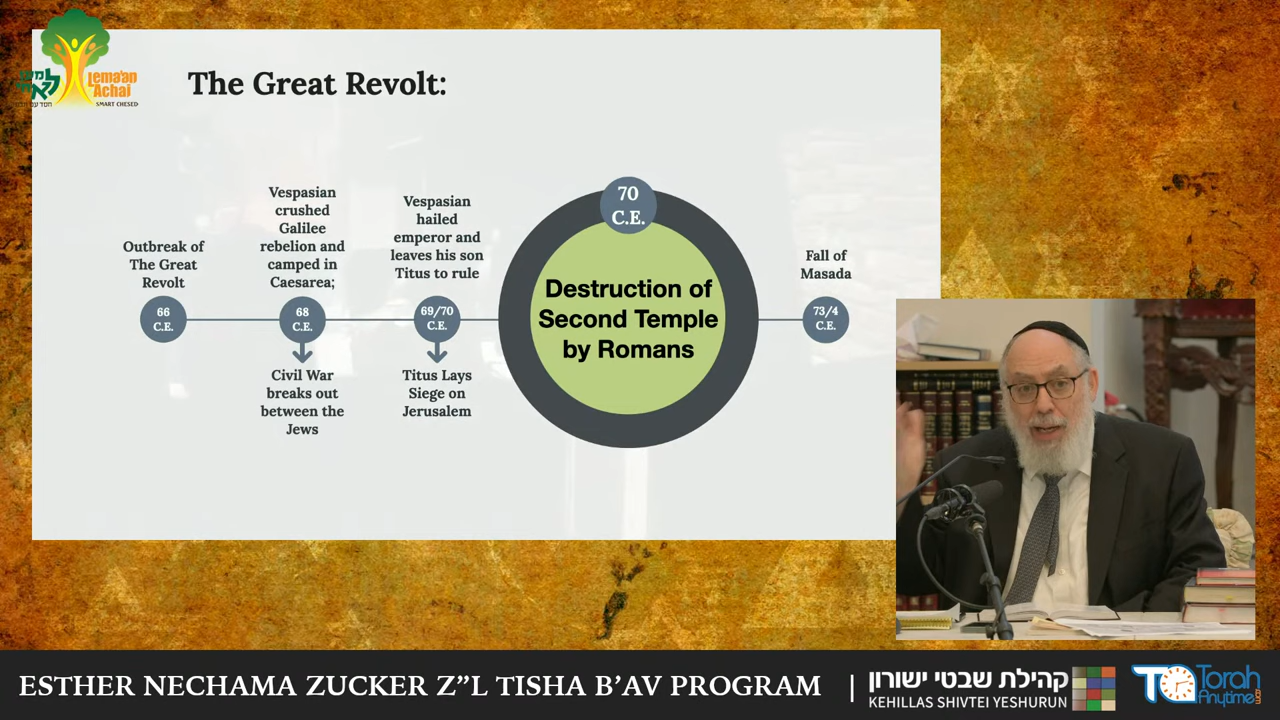 למען
לאחי
Lema'an
Achai
SMART CHESED
The Great Revolt:
Outbreak of
The Great
Revolt
66
C.E.
Vespasian
crushed
Galilee
rebelion and
camped in
Caesarea;
68
C.E.
Civil War
breaks out
between the
Jews
Vespasian
hailed
emperor and
leaves his son
Titus to rule
69/70
C.E.
Titus Lays
Siege on
Jerusalem
70
C.E.
Destruction of
Second Temple
by Romans
Fall of
Masada
73/4
C.E.
ESTHER NECHAMA ZUCKER Z”L TISHA B’AV PROGRAM |
קהילת שבטי ישורון
KEHILLAS SHIVTEI YESHURUN
Torah
Anytime